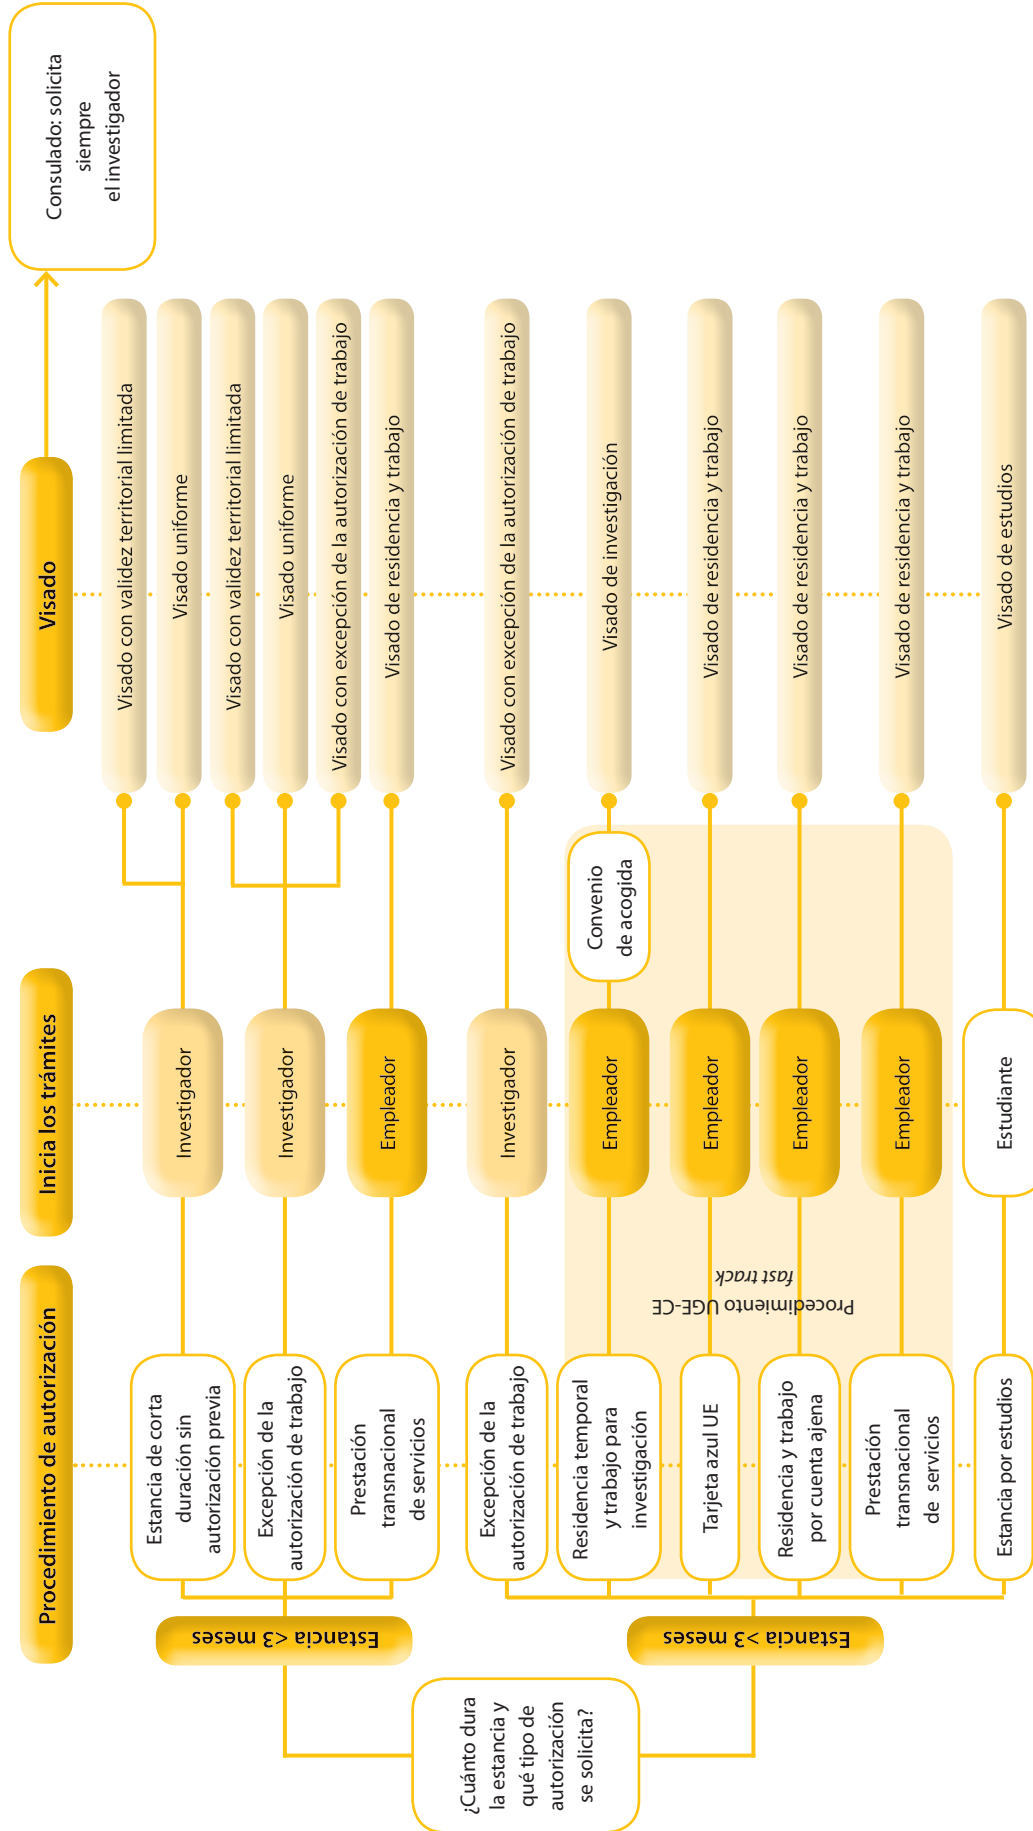 Procedimiento de autorización
Inicia los trámites
Visado
Consulado: solicita
siempre
el investigador
¿Cuánto dura
la estancia y
qué tipo de
autorización
se solicita?
Estancia <3 meses
Estancia de corta
duración sin
autorización previa
Investigador
Visado con validez territorial limitada
Visado uniforme
Excepción de la
autorización de trabajo
Investigador
Visado con validez territorial limitada
Visado uniforme
Visado con excepción de la autorización de trabajo
Prestación
transnacional
de servicios
Empleador
Visado de residencia y trabajo
Estancia >3 meses
Excepción de la
autorización de trabajo
Investigador
Visado con excepción de la autorización de trabajo
Residencia temporal
y trabajo para
investigación
Empleador
Convenio
de acogida
Visado de investigación
Procedimiento UGE-CE
fast track
Tarjeta azul UE
Empleador
Visado de residencia y trabajo
Residencia y trabajo
por cuenta ajena
Empleador
Visado de residencia y trabajo
Prestación
transnacional
de servicios
Empleador
Visado de residencia y trabajo
Estancia por estudios
Estudiante
Visado de estudios